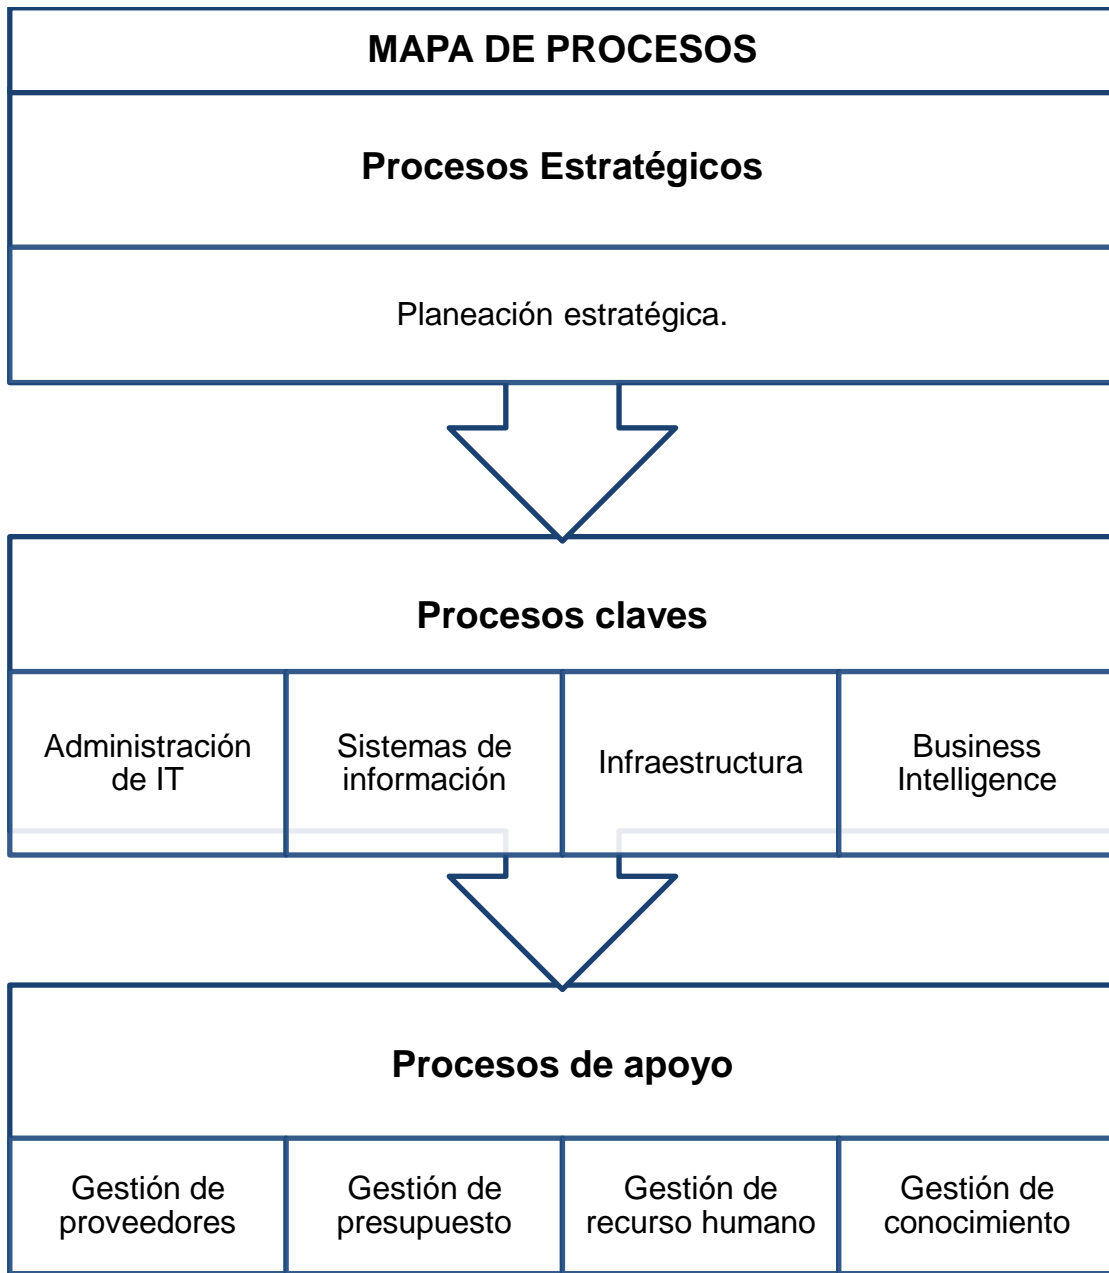 MAPA DE PROCESOS
Procesos Estratégicos
Planeación estratégica.
Procesos claves
Administración
de IT
Sistemas de
información
Infraestructura
Business
Intelligence
Procesos de apoyo
Gestión de
proveedores
Gestión de
presupuesto
Gestión de
recurso humano
Gestión de
conocimiento